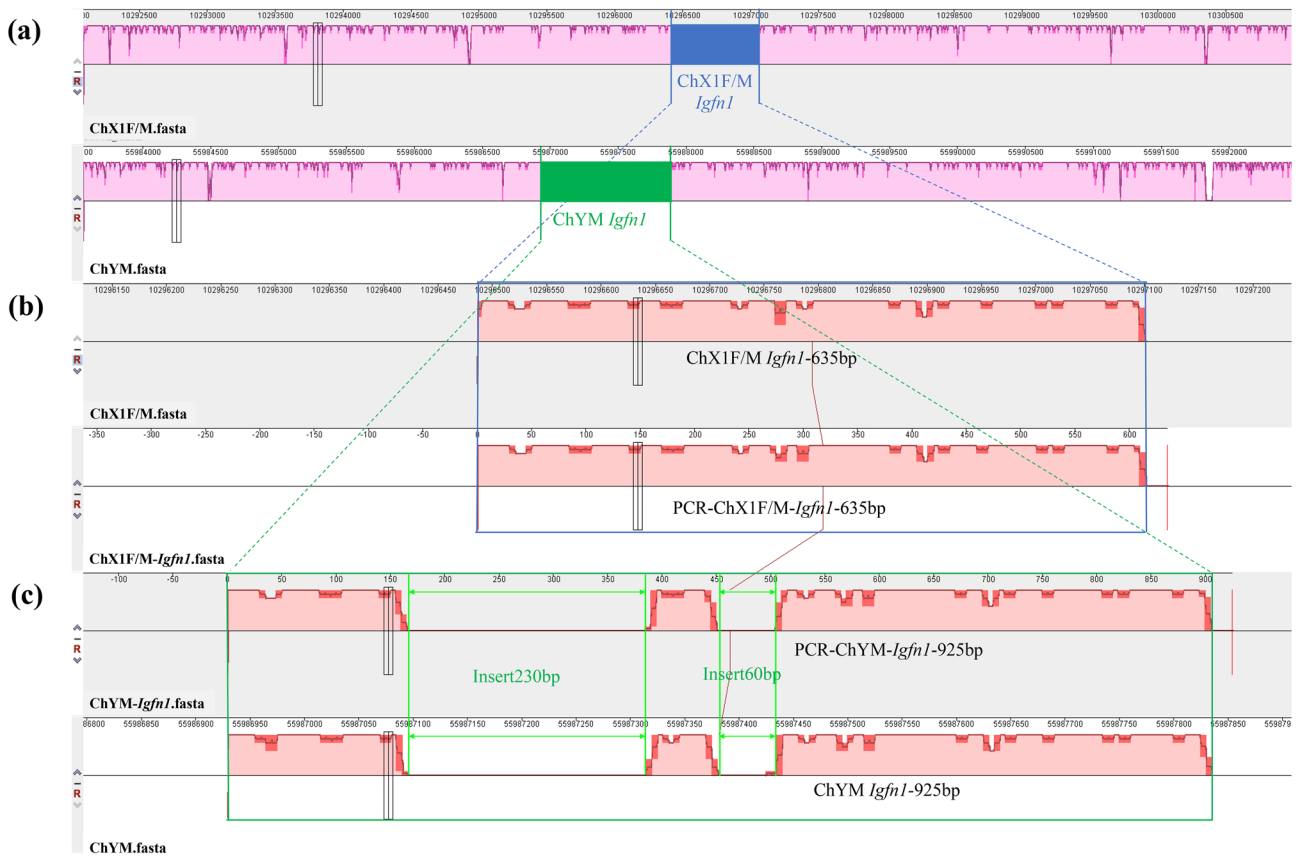 (a)
00 10292500 10293000 10293500 10294000 10294500 10295000 10295500 10296000 10296500 10297000 10297500 10298000 10298500 10299000 10299500 10300000 10300500
R
ChX1F/M
Igfn1
ChX1F/M.fasta
00 55984000 55984500 55985000 55985500 55986000 55986500 55987000 55987500 55988000 55988500 55989000 55989500 55990000 55990500 55991000 55991500 55992000
R
ChYM Igfn1
ChYM.fasta
(b)
10296150 10296200 10296300 10296350 10296400 10296450 10296500 10296550 10296600 10296650 10296700 10296750 10296800 10296850 10296900 10296950 10297000 10297050 10297100 10297150 10297200
R
ChX1F/M Igfn1-635bp
ChX1F/M.fasta
-350 -300 -250 -200 -150 -100 -50 0 50 100 150 200 250 300 350 400 450 500 550 600
R
PCR-ChX1F/M-Igfn1-635bp
ChX1F/M-Igfn1.fasta
(c)
-100 -50 0 50 100 150 200 250 300 350 400 450 500 550 600 650 700 750 800 850 900
R
PCR-ChYM-Igfn1-925bp
Insert230bp
Insert60bp
ChYM-Igfn1.fasta
86800 55986850 55986900 55986950 55987000 55987050 55987100 55987150 55987200 55987250 55987300 55987350 55987400 55987450 55987500 55987550 55987600 55987650 55987700 55987750 55987800 55987850 559879
R
ChYM Igfn1-925bp
ChYM.fasta